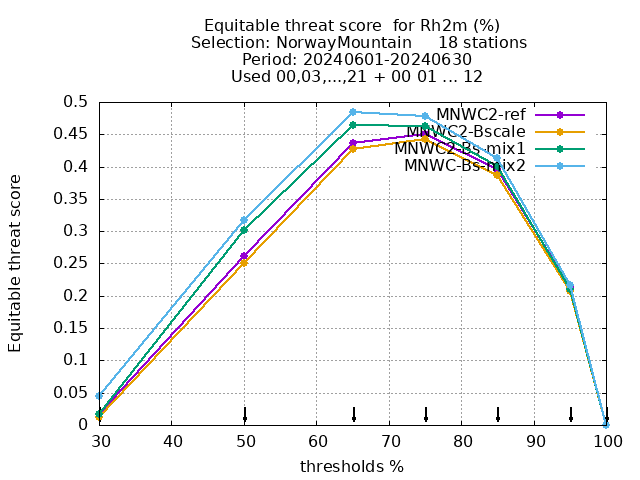 Equitable threat score  for Rh2m (%)
Selection: NorwayMountain     18 stations
Period: 20240601-20240630
Used 00,03,...,21 + 00 01 ... 12
Equitable threat score
0.5
0.45
0.4
0.35
0.3
0.25
0.2
0.15
0.1
0.05
0
MNWC2-ref
MNWC2-Bscale
MNWC2-Bs-mix1
MNWC-Bs-mix2
30 40 50 60 70 80 90 100
thresholds %